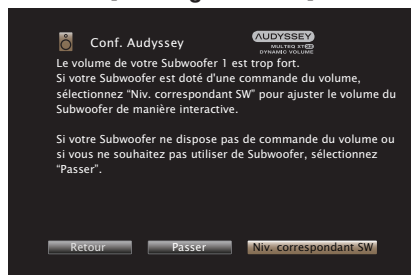 Conf. Audyssey
AUDYSSEY
MULTEQ XT32
DYNAMIC VOLUME
Le volume de votre Subwoofer 1 est trop fort.
Si votre Subwoofer est doté d'une commande du volume,
sélectionnez “Niv. correspondant SW” pour ajuster le volume du
Subwoofer de manière interactive.
Si votre Subwoofer ne dispose pas de commande du volume ou
si vous ne souhaitez pas utiliser de Subwoofer, sélectionnez
“Passer”.
Retour Passer Niv. correspondant SW